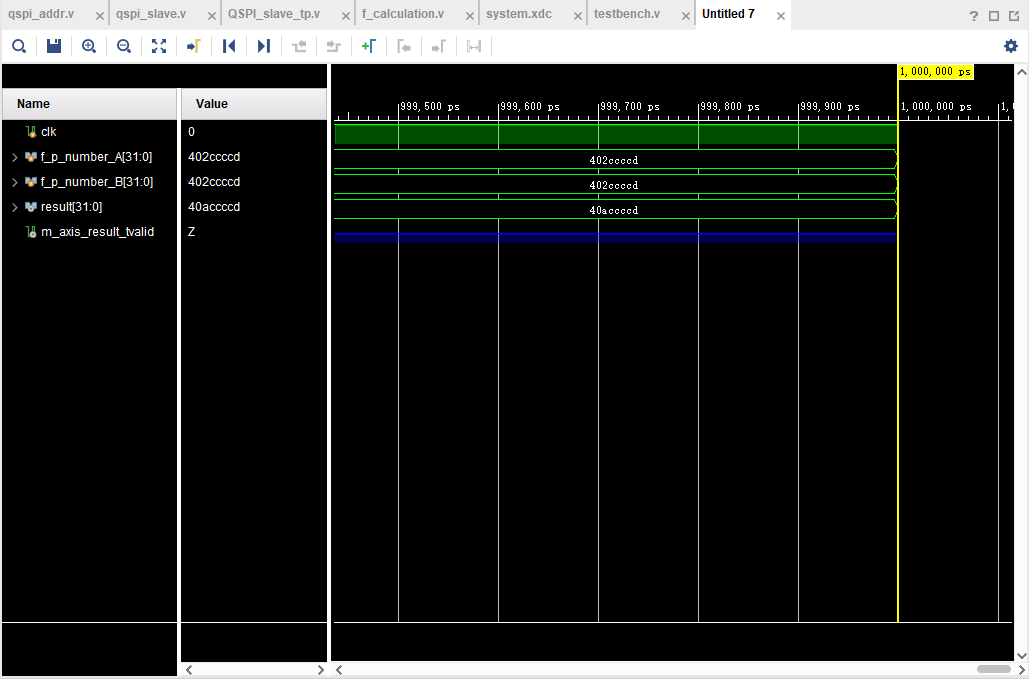 qspi_addr.v qspi_slave.v QSPI_slave_tp.v f_calculation.v system.xdc testbench.v Untitled 7
1,000,000 ps
Name Value
999,500 ps 999,600 ps 999,700 ps 999,800 ps 999,900 ps 1,000,000 ps
clk 0
f_p_number_A[31:0] 402ccccd 402ccccd
f_p_number_B[31:0] 402ccccd 402ccccd
result[31:0] 40accccd 40accccd
m_axis_result_tvalid Z